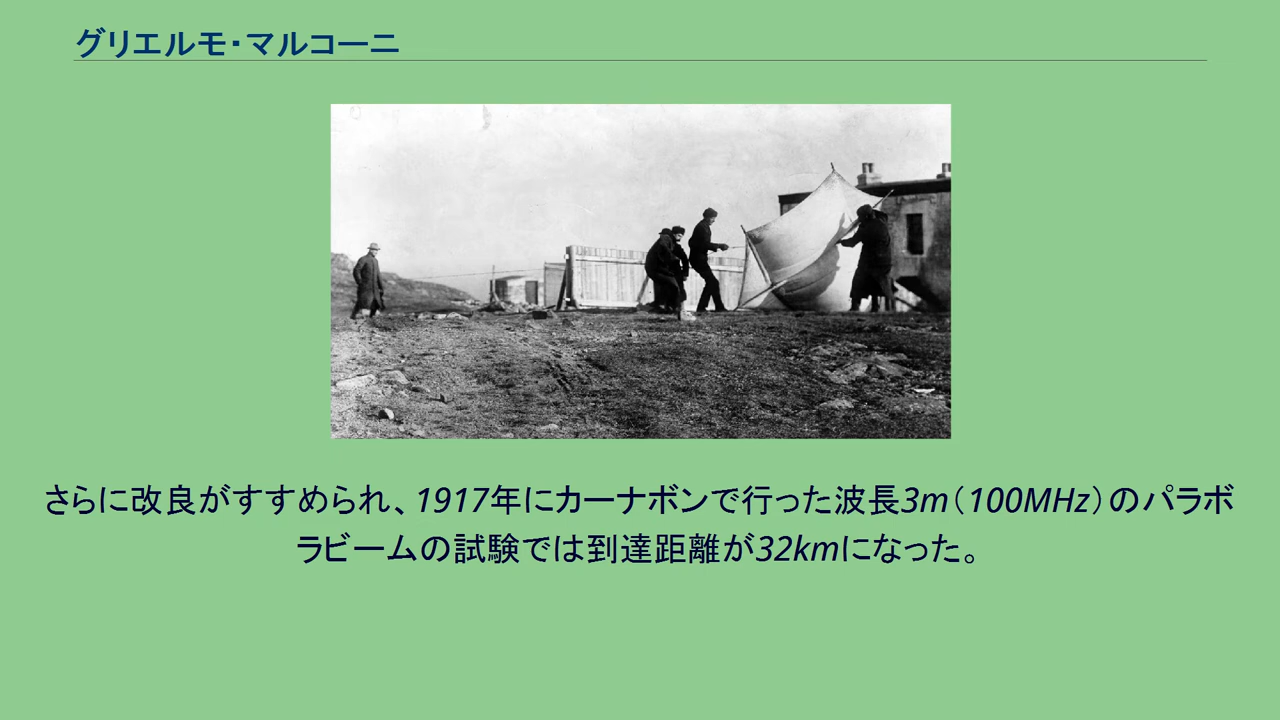 グリエルモ・マルコーニ
さらに改良がすすめられ、1917年にカーナボンで行った波長3m（100MHz）のパラボ
ラビームの試験では到達距離が32kmになった。